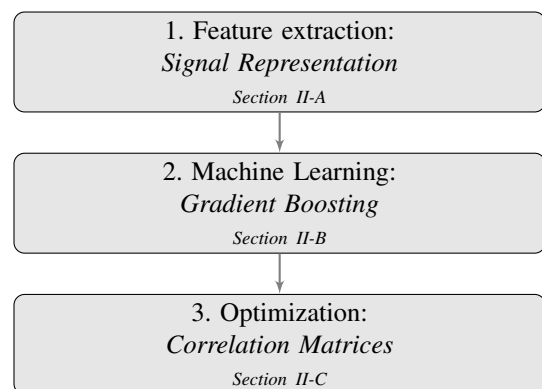 1. Feature extraction:
Signal Representation
Section II-A
2. Machine Learning:
Gradient Boosting
Section II-B
3. Optimization:
Correlation Matrices
Section II-C